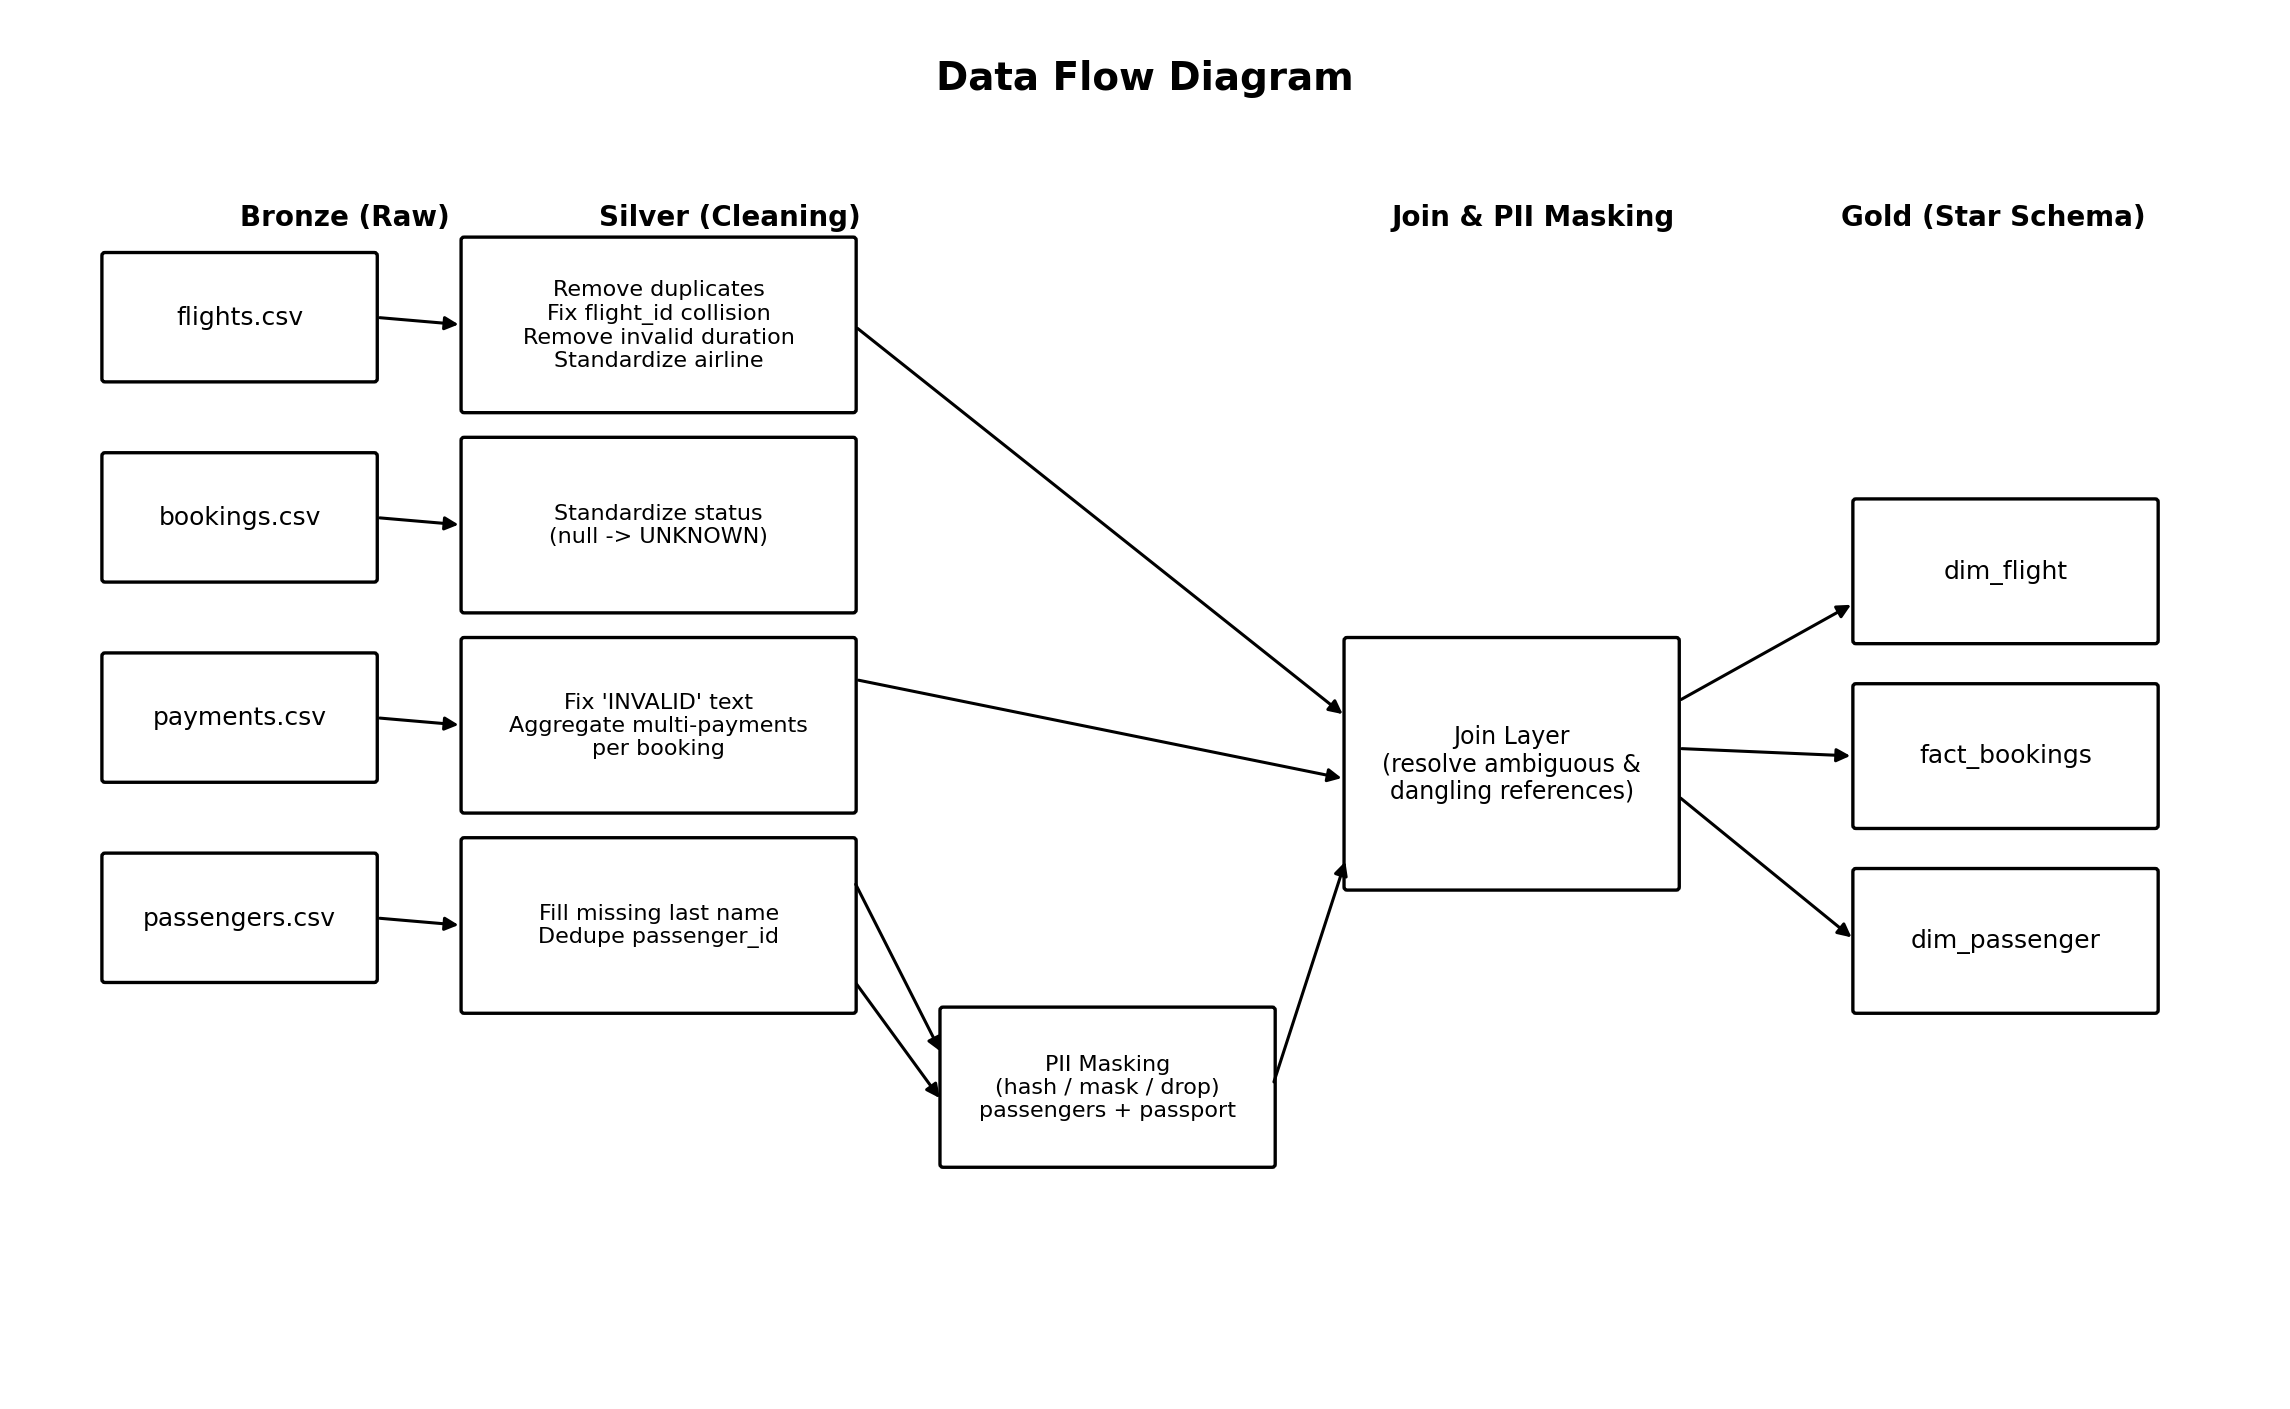 Data Flow Diagram
Bronze (Raw)
Silver (Cleaning)
Join & PII Masking
Gold (Star Schema)
flights.csv
Remove duplicates
Fix flight_id collision
Remove invalid duration
Standardize airline
bookings.csv
Standardize status
(null -> UNKNOWN)
payments.csv
Fix 'INVALID' text
Aggregate multi-payments
per booking
passengers.csv
Fill missing last name
Dedupe passenger_id
PII Masking
(hash / mask / drop)
passengers + passport
Join Layer
(resolve ambiguous &
dangling references)
dim_flight
fact_bookings
dim_passenger